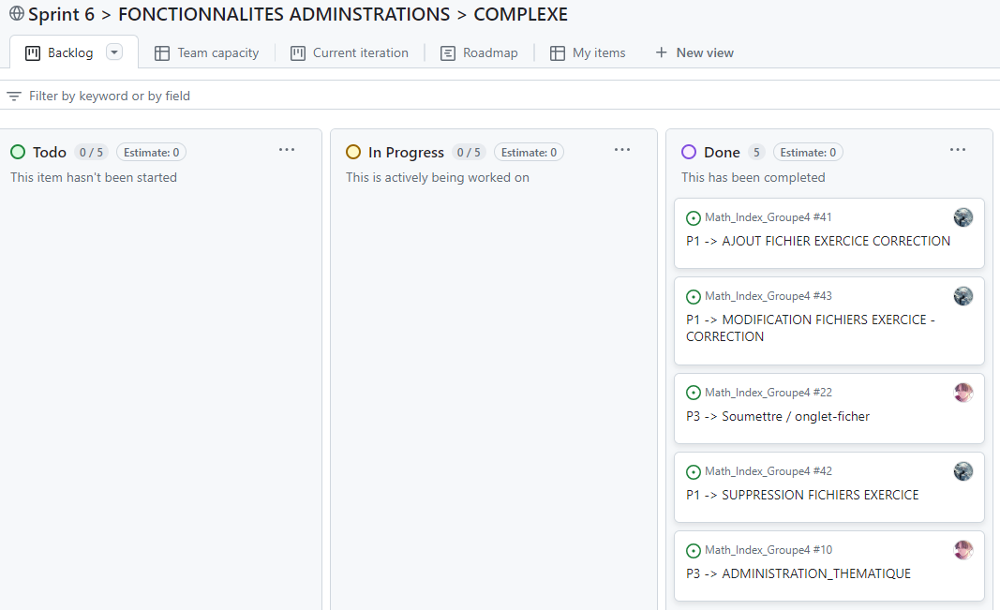 Sprint 6 > FONCTIONNALITES ADMINSTRATIONS > COMPLEXE
Backlog
Team capacity
Current iteration
Roadmap
My items
New view
Filter by keyword or by field
Todo 0 / 5 Estimate: 0
This item hasn't been started
In Progress 0 / 5 Estimate: 0
This is actively being worked on
Done 5 Estimate: 0
This has been completed
Math_Index_Groupe4 #41
P1 -> AJOUT FICHIER EXERCICE CORRECTION
Math_Index_Groupe4 #43
P1 -> MODIFICATION FICHIERS EXERCICE -
CORRECTION
Math_Index_Groupe4 #22
P3 -> Soumettre / onglet-ficher
Math_Index_Groupe4 #42
P1 -> SUPPRESSION FICHIERS EXERCICE
Math_Index_Groupe4 #10
P3 -> ADMINISTRATION_THEMATIQUE